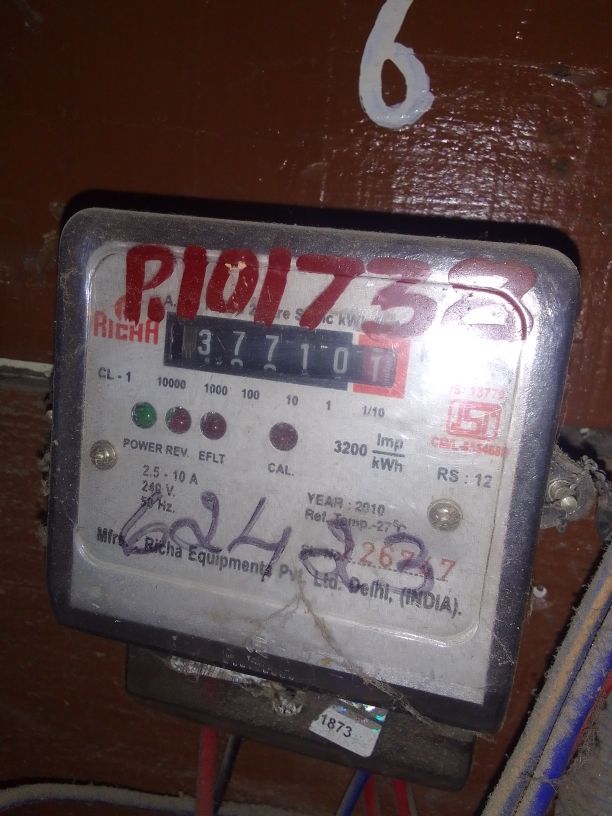 6
P.101738
RICHA
377101
CL - 1 10000 1000 100 10 1 1/10
POWER REV. EFLT CAL. 3200 Imp/kWh
RS : 12
2.5 - 10 A
240 V.
50 Hz.
YEAR : 2010
Ref. Temp.-27°C
62423
Mfrs. Richa Equipments Pvt. Ltd. Delhi, (INDIA).
1873